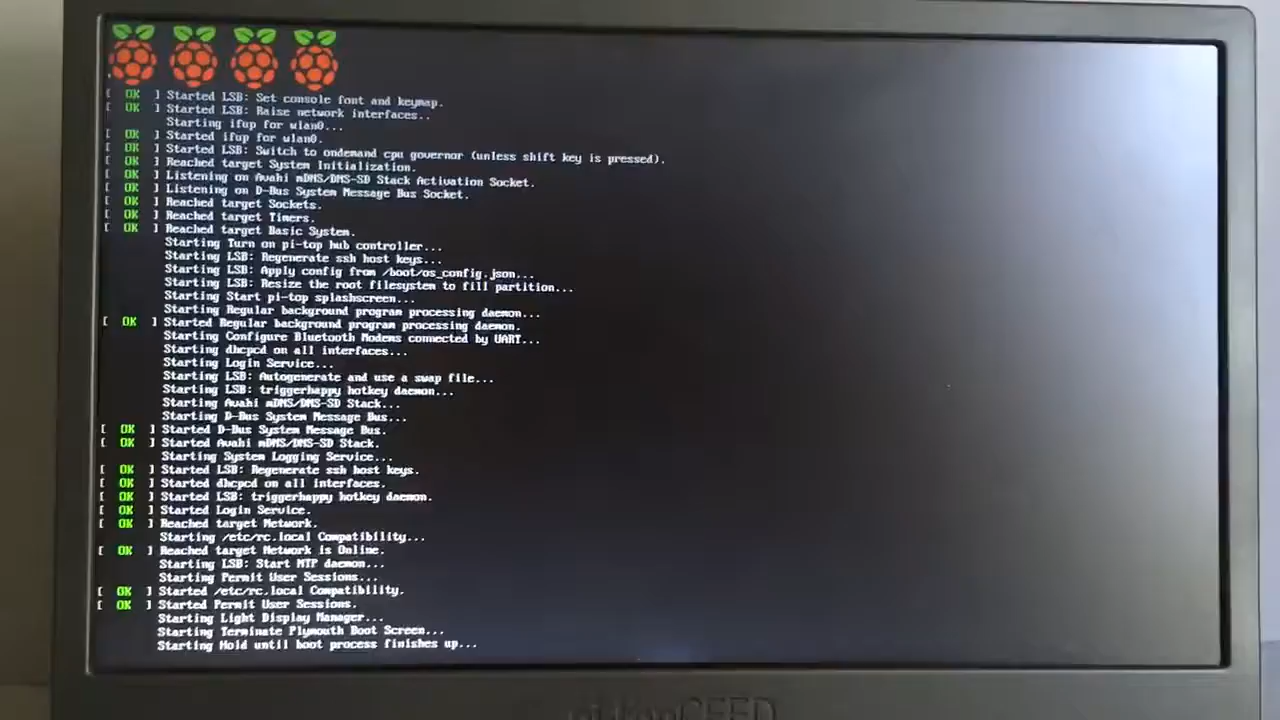 [ OK ] Started LSB: Set console font and keymap.
[ OK ] Started LSB: Raise network interfaces..
Starting ifup for wlan0...
[ OK ] Started ifup for wlan0.
[ OK ] Started LSB: Switch to ondemand cpu governor (unless shift key is pressed).
[ OK ] Reached target System Initialization.
[ OK ] Listening on Avahi mDNS/DNS-SD Stack Activation Socket.
[ OK ] Listening on D-Bus System Message Bus Socket.
[ OK ] Reached target Sockets.
[ OK ] Reached target Timers.
[ OK ] Reached target Basic System.
Starting Turn on pi-top hub controller...
Starting LSB: Regenerate ssh host keys...
Starting LSB: Apply config from /boot/os_config.json...
Starting LSB: Resize the root filesystem to fill partition...
Starting Start pi-top splashscreen...
Starting Regular background program processing daemon...
[ OK ] Started Regular background program processing daemon.
Starting Configure Bluetooth Modems connected by UART...
Starting dhcpcd on all interfaces...
Starting Login Service...
Starting LSB: Autogenerate and use a swap file...
Starting LSB: triggerhappy hotkey daemon...
Starting Avahi mDNS/DNS-SD Stack...
Starting D-Bus System Message Bus...
[ OK ] Started D-Bus System Message Bus.
[ OK ] Started Avahi mDNS/DNS-SD Stack.
Starting System Logging Service...
[ OK ] Started LSB: Regenerate ssh host keys.
[ OK ] Started dhcpcd on all interfaces.
[ OK ] Started LSB: triggerhappy hotkey daemon.
[ OK ] Started Login Service.
[ OK ] Reached target Network.
Starting /etc/rc.local Compatibility...
[ OK ] Reached target Network is Online.
Starting LSB: Start NTP daemon...
Starting Permit User Sessions...
[ OK ] Started /etc/rc.local Compatibility.
[ OK ] Started Permit User Sessions.
Starting Light Display Manager...
Starting Terminate Plymouth Boot Screen...
Starting Hold until boot process finishes up...